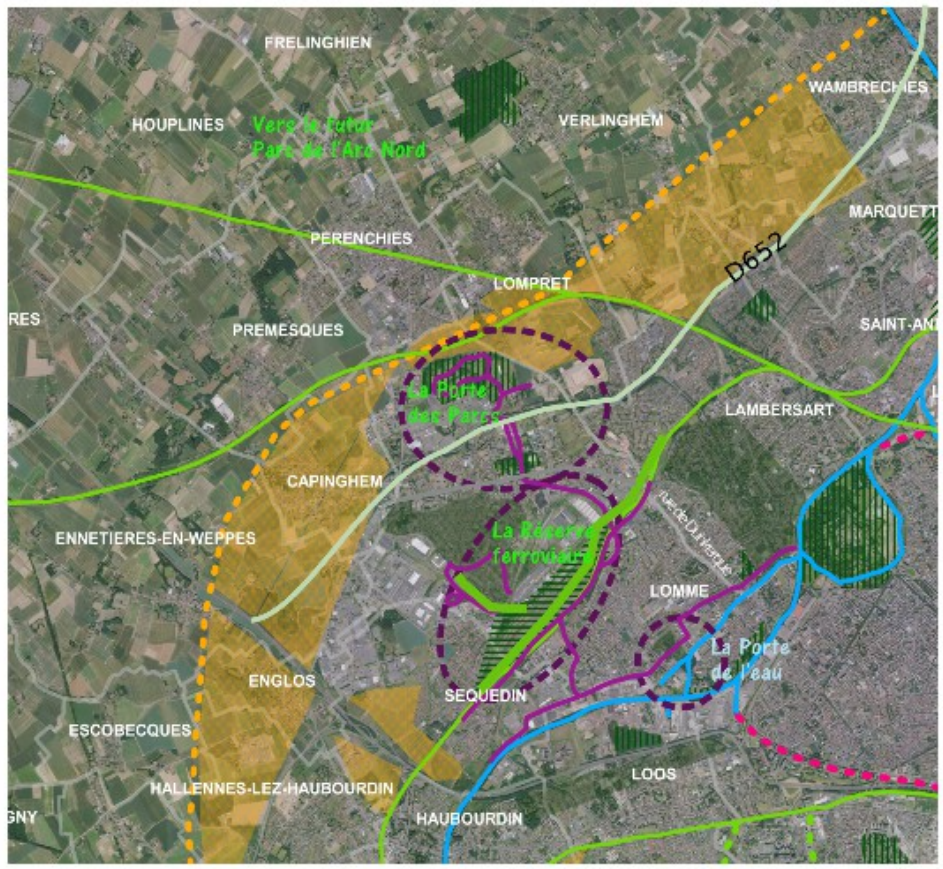 FRELINGHIEN
WAMBRECHIES
HOUPLINES
Vers le futur
Parc de l'Arc Nord
VERLINGHEM
MARQUETT
PERENCHIES
D652
LOMPRET
RES
PREMESQUES
SAINT-AN
La Porte
des Parcs
L
LAMBERSART
CAPINGHEM
ENNETIERES-EN-WEPPES
La Réserve
ferroviaire
rue de Dunkerque
LOMME
La Porte
de l'eau
ENGLOS
SEQUEDIN
ESCOBECQUES
LOOS
HALLENNES-LEZ-HAUBOURDIN
GNY
HAUBOURDIN